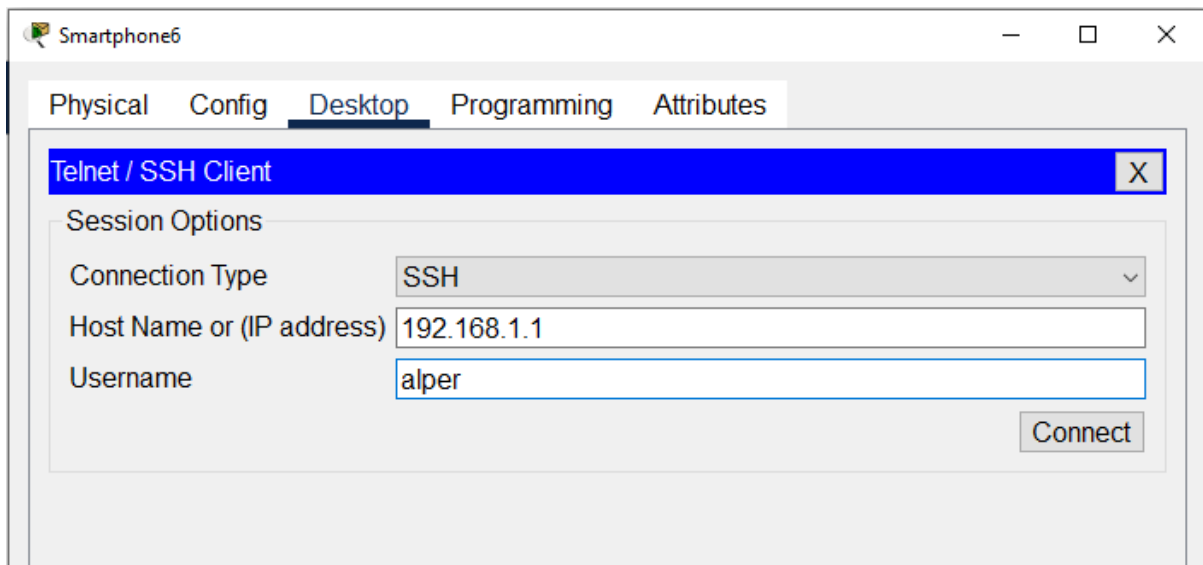 Smartphone6
Physical Config Desktop Programming Attributes
Telnet / SSH Client X
Session Options
Connection Type SSH
Host Name or (IP address) 192.168.1.1
Username alper
Connect